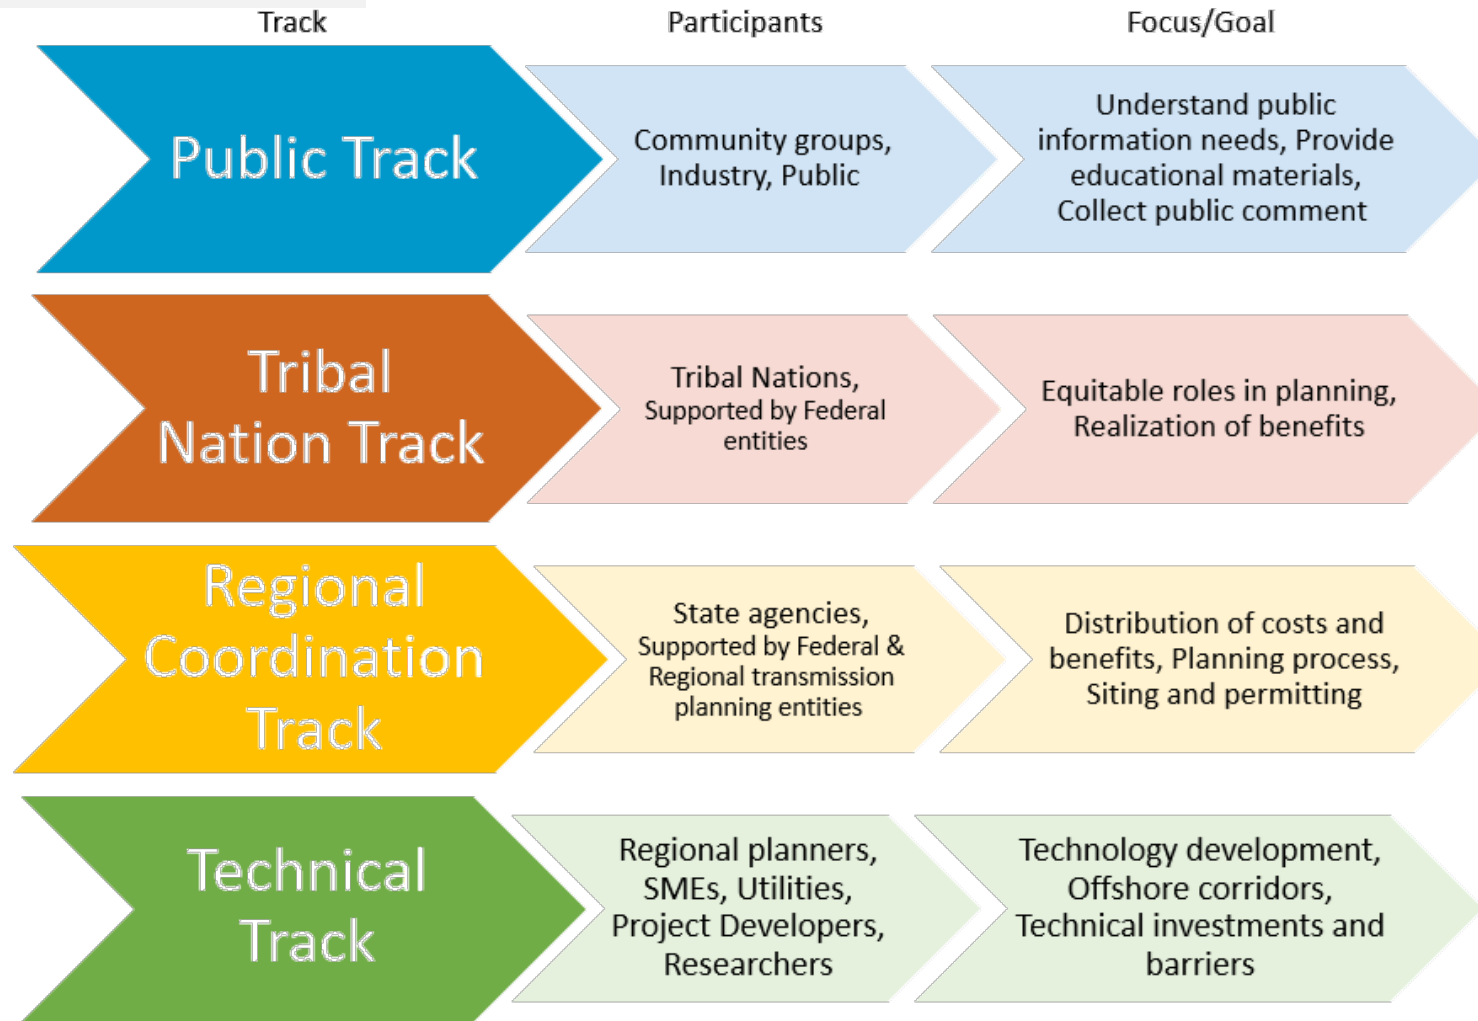 Track
Participants
Focus/Goal
Public Track
Community groups,
Industry, Public
Understand public
information needs, Provide
educational materials,
Collect public comment
Tribal
Nation Track
Tribal Nations,
Supported by Federal
entities
Equitable roles in planning,
Realization of benefits
Regional
Coordination
Track
State agencies,
Supported by Federal &
Regional transmission
planning entities
Distribution of costs and
benefits, Planning process,
Siting and permitting
Technical
Track
Regional planners,
SMEs, Utilities,
Project Developers,
Researchers
Technology development,
Offshore corridors,
Technical investments and
barriers